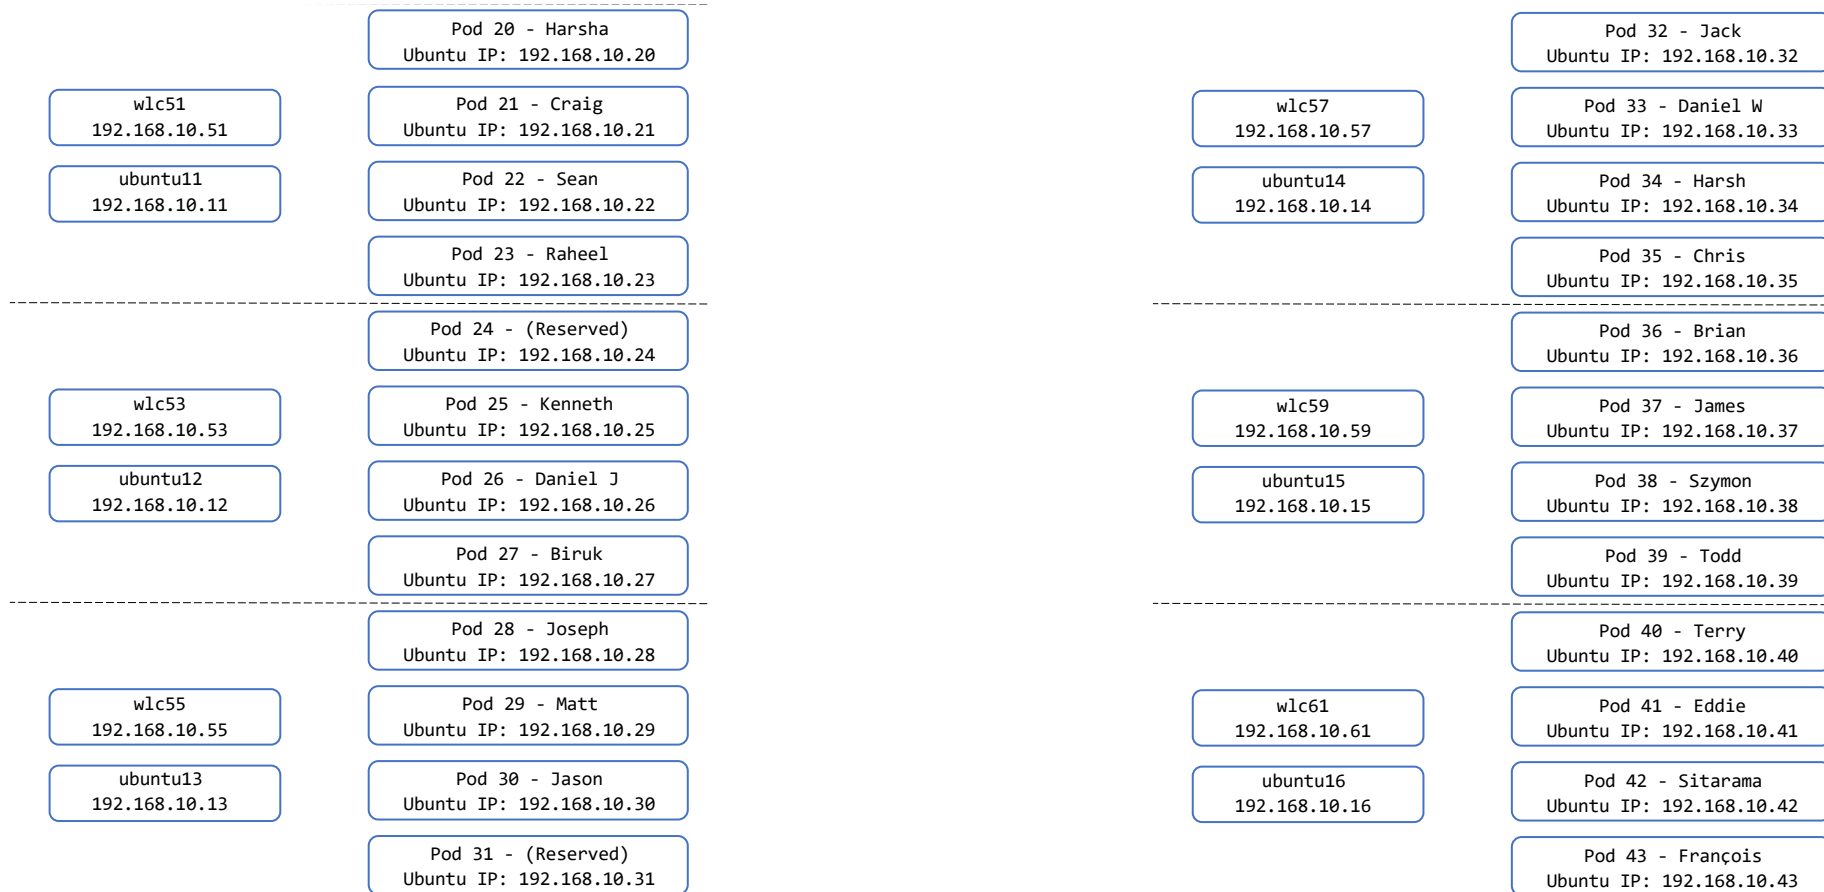 Pod 20 - Harsha
Ubuntu IP: 192.168.10.20
wlc51
192.168.10.51
Pod 21 - Craig
Ubuntu IP: 192.168.10.21
ubuntu11
192.168.10.11
Pod 22 - Sean
Ubuntu IP: 192.168.10.22
Pod 23 - Raheel
Ubuntu IP: 192.168.10.23
Pod 24 - (Reserved)
Ubuntu IP: 192.168.10.24
wlc53
192.168.10.53
Pod 25 - Kenneth
Ubuntu IP: 192.168.10.25
ubuntu12
192.168.10.12
Pod 26 - Daniel J
Ubuntu IP: 192.168.10.26
Pod 27 - Biruk
Ubuntu IP: 192.168.10.27
Pod 28 - Joseph
Ubuntu IP: 192.168.10.28
wlc55
192.168.10.55
Pod 29 - Matt
Ubuntu IP: 192.168.10.29
ubuntu13
192.168.10.13
Pod 30 - Jason
Ubuntu IP: 192.168.10.30
Pod 31 - (Reserved)
Ubuntu IP: 192.168.10.31
Pod 32 - Jack
Ubuntu IP: 192.168.10.32
wlc57
192.168.10.57
Pod 33 - Daniel W
Ubuntu IP: 192.168.10.33
ubuntu14
192.168.10.14
Pod 34 - Harsh
Ubuntu IP: 192.168.10.34
Pod 35 - Chris
Ubuntu IP: 192.168.10.35
Pod 36 - Brian
Ubuntu IP: 192.168.10.36
wlc59
192.168.10.59
Pod 37 - James
Ubuntu IP: 192.168.10.37
ubuntu15
192.168.10.15
Pod 38 - Szymon
Ubuntu IP: 192.168.10.38
Pod 39 - Todd
Ubuntu IP: 192.168.10.39
Pod 40 - Terry
Ubuntu IP: 192.168.10.40
wlc61
192.168.10.61
Pod 41 - Eddie
Ubuntu IP: 192.168.10.41
ubuntu16
192.168.10.16
Pod 42 - Sitarama
Ubuntu IP: 192.168.10.42
Pod 43 - François
Ubuntu IP: 192.168.10.43